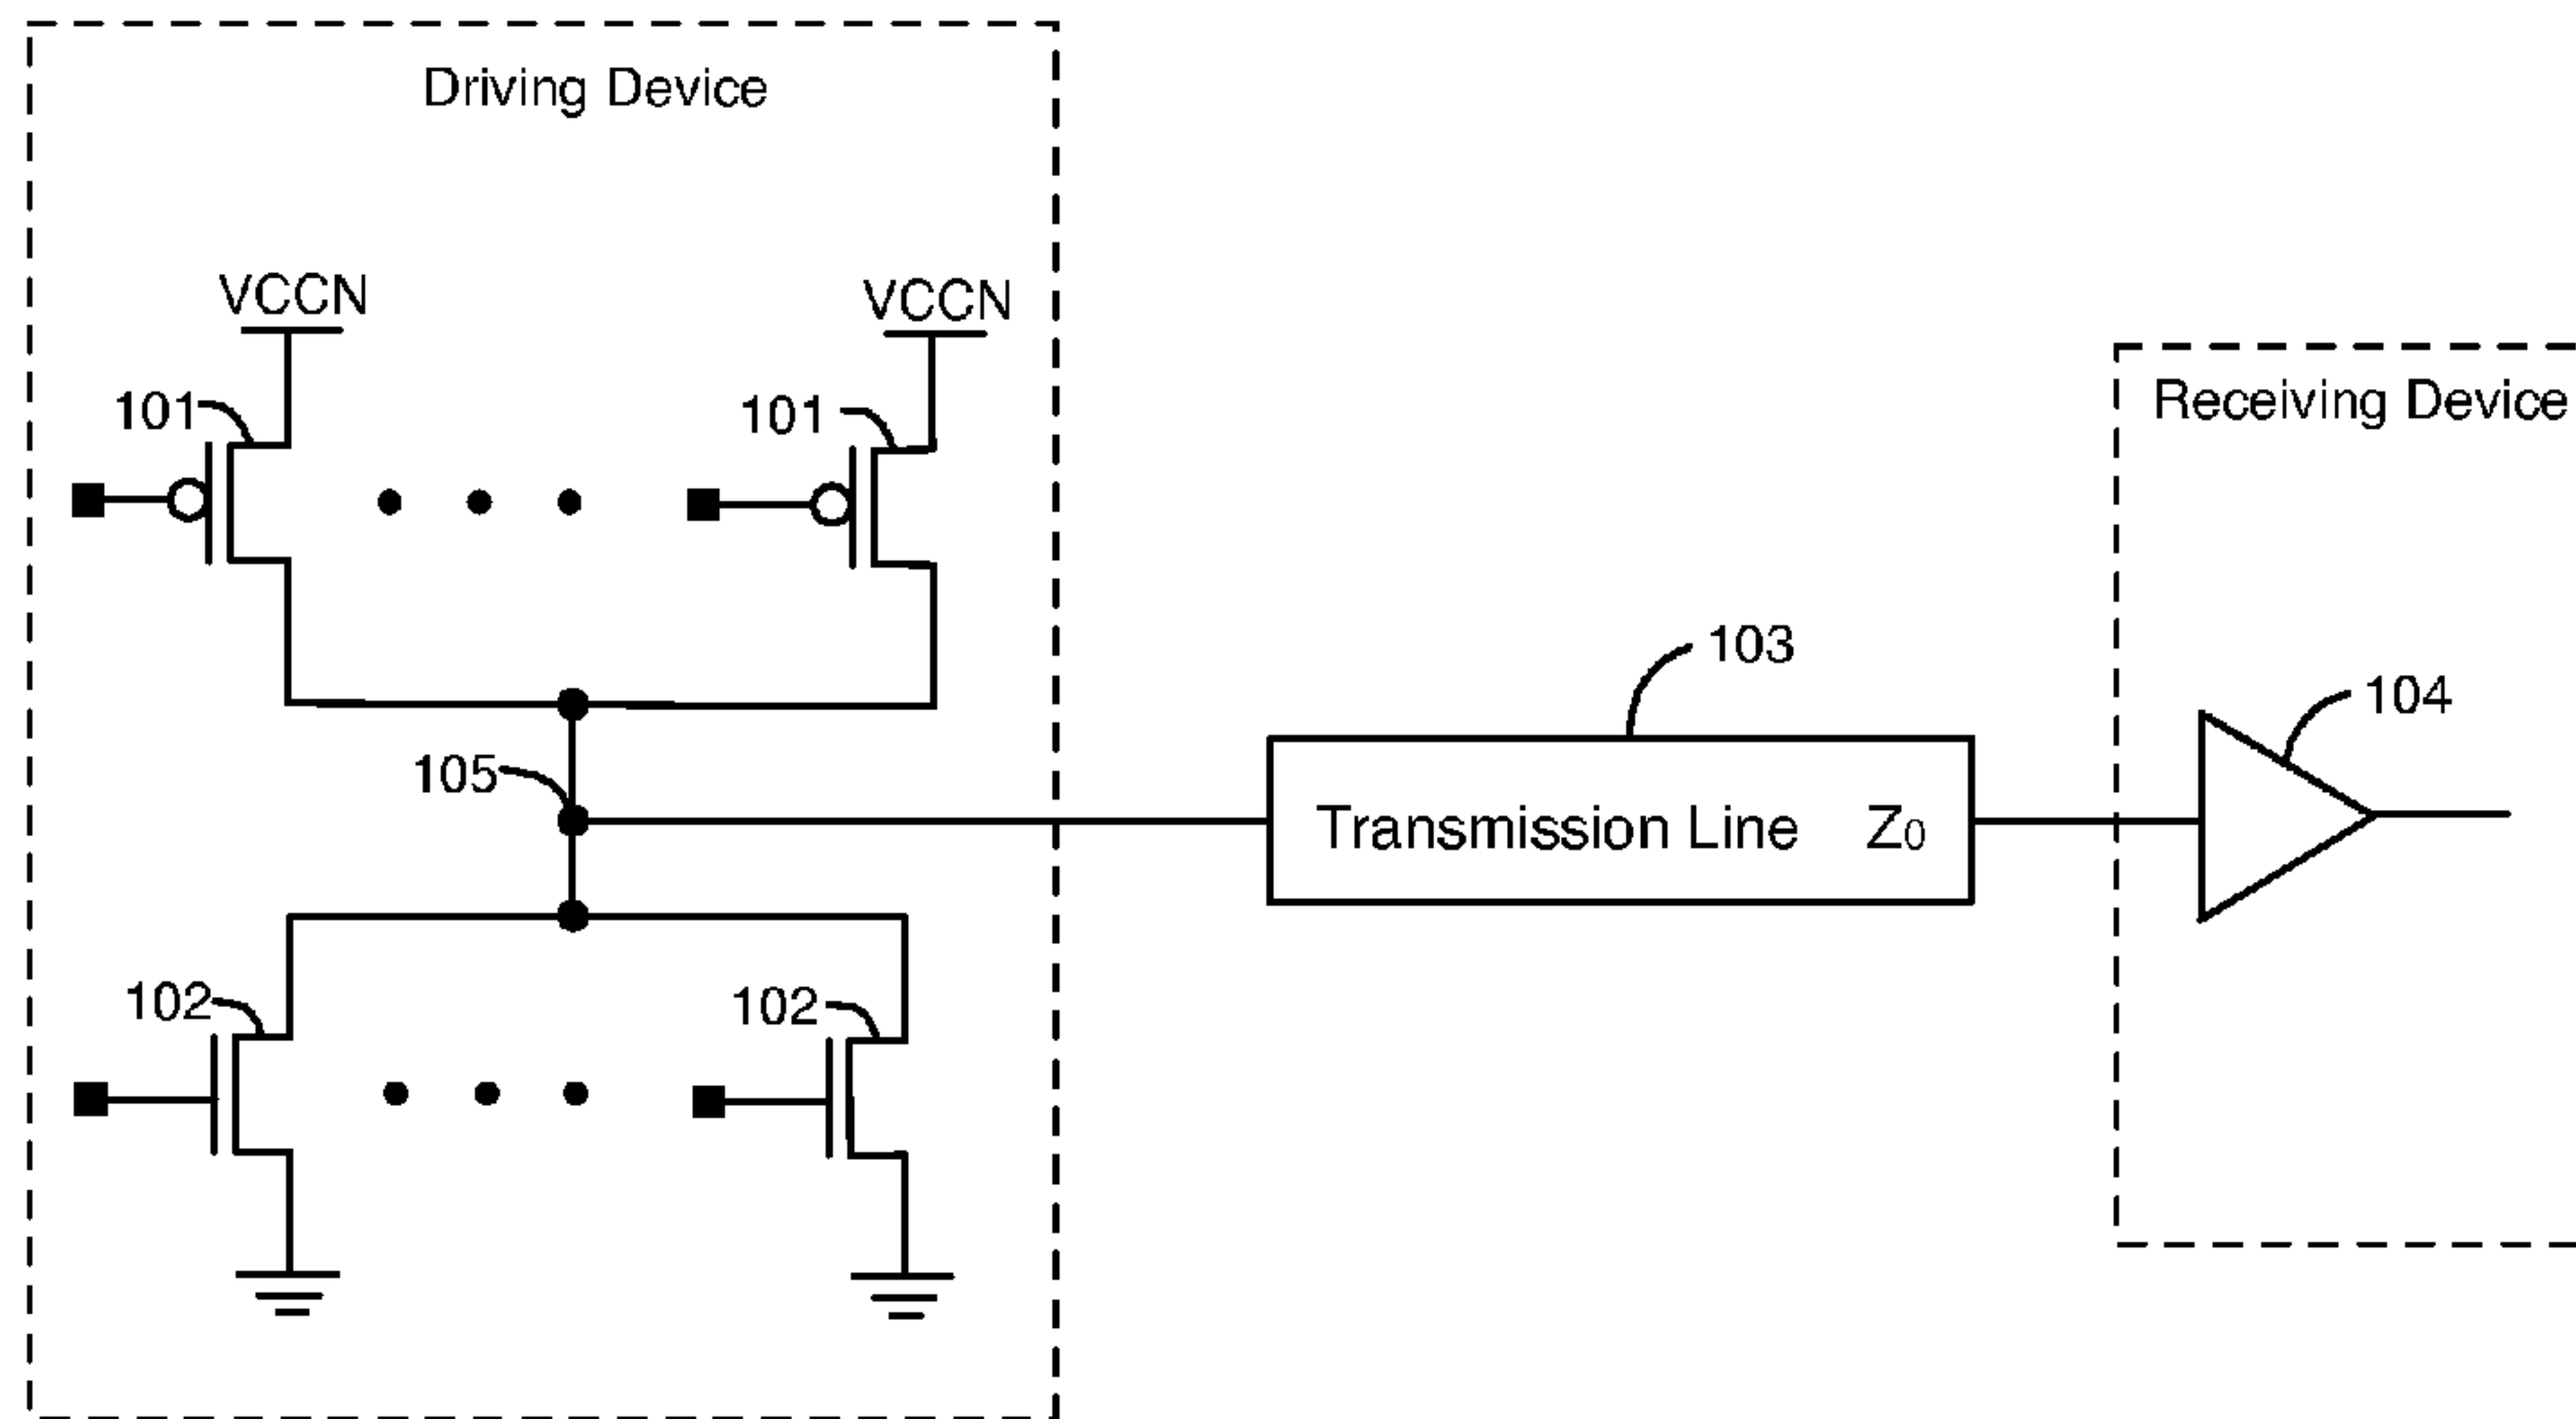 Driving Device
VCCN
VCCN
101
101
Receiving Device
103
104
105
Transmission Line Z0
102
102